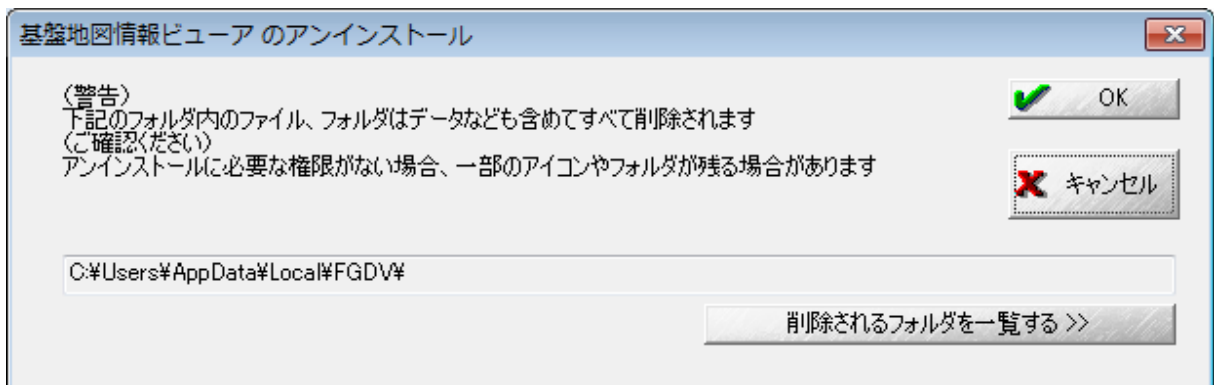 基盤地図情報ビューア のアンインストール
(警告)
下記のフォルダ内のファイル、フォルダはデータなども含めてすべて削除されます
(ご確認ください)
アンインストールに必要な権限がない場合、一部のアイコンやフォルダが残る場合があります
OK
キャンセル
C:¥Users¥AppData¥Local¥FGDV¥
削除されるフォルダを一覧する >>